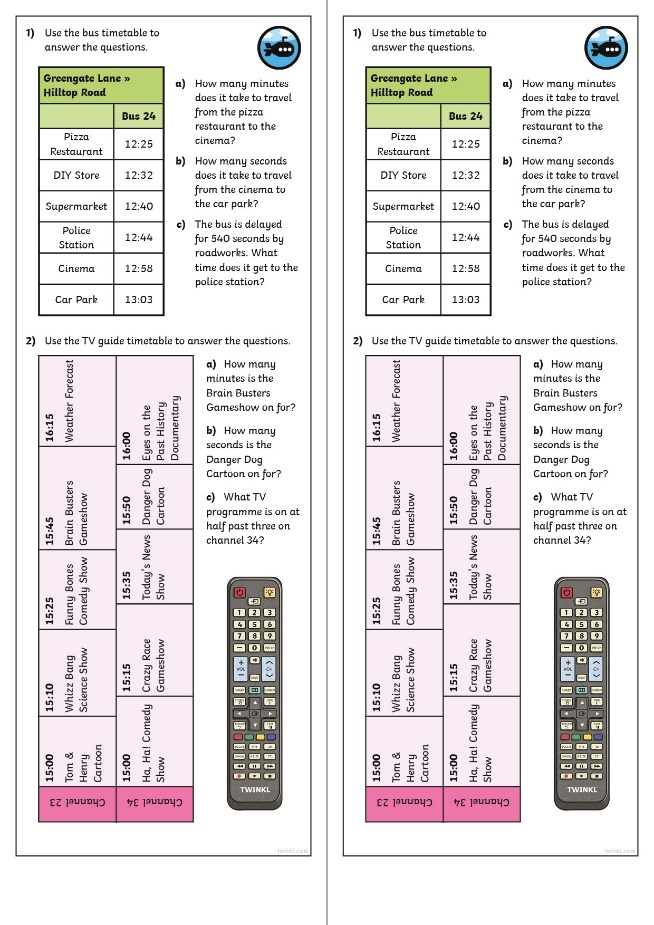 1) Use the bus timetable to
answer the questions.
Greengate Lane »
Hilltop Road
Bus 24
Pizza
Restaurant 12:25
DIY Store 12:32
Supermarket 12:40
Police
Station 12:44
Cinema 12:58
Car Park 13:03
a) How many minutes
does it take to travel
from the pizza
restaurant to the
cinema?
b) How many seconds
does it take to travel
from the cinema to
the car park?
c) The bus is delayed
for 540 seconds by
roadworks. What
time does it get to the
police station?
2) Use the TV guide timetable to answer the questions.
Channel 23
15:00
Tom &
Henry
Cartoon
15:10
Whizz Bang
Science Show
15:25
Funny Bones
Comedy Show
15:45
Brain Busters
Gameshow
16:15
Weather Forecast
Channel 34
15:00
Ha, Ha! Comedy
Show
15:15
Crazy Race
Gameshow
15:35
Today's News
Show
15:50
Danger Dog
Cartoon
16:00
Eyes on the
Past History
Documentary
a) How many
minutes is the
Brain Busters
Gameshow on for?
b) How many
seconds is the
Danger Dog
Cartoon on for?
c) What TV
programme is on at
half past three on
channel 34?
1 2 3
4 5 6
7 8 9
0
VOL
TWINKL
twinkl.com
1) Use the bus timetable to
answer the questions.
Greengate Lane »
Hilltop Road
Bus 24
Pizza
Restaurant 12:25
DIY Store 12:32
Supermarket 12:40
Police
Station 12:44
Cinema 12:58
Car Park 13:03
a) How many minutes
does it take to travel
from the pizza
restaurant to the
cinema?
b) How many seconds
does it take to travel
from the cinema to
the car park?
c) The bus is delayed
for 540 seconds by
roadworks. What
time does it get to the
police station?
2) Use the TV guide timetable to answer the questions.
Channel 23
15:00
Tom &
Henry
Cartoon
15:10
Whizz Bang
Science Show
15:25
Funny Bones
Comedy Show
15:45
Brain Busters
Gameshow
16:15
Weather Forecast
Channel 34
15:00
Ha, Ha! Comedy
Show
15:15
Crazy Race
Gameshow
15:35
Today's News
Show
15:50
Danger Dog
Cartoon
16:00
Eyes on the
Past History
Documentary
a) How many
minutes is the
Brain Busters
Gameshow on for?
b) How many
seconds is the
Danger Dog
Cartoon on for?
c) What TV
programme is on at
half past three on
channel 34?
1 2 3
4 5 6
7 8 9
0
VOL
TWINKL
twinkl.com